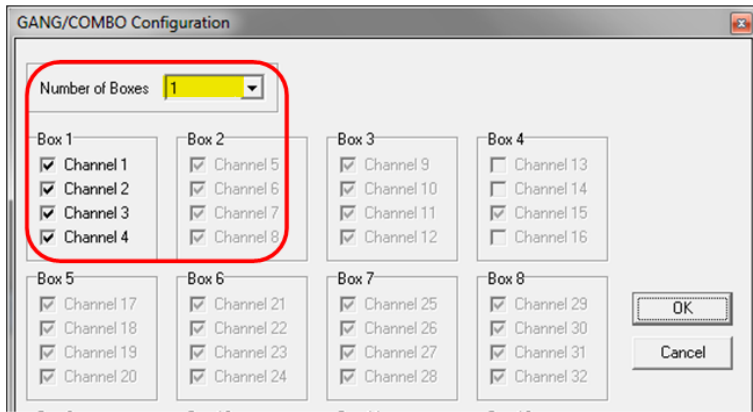 GANG/COMBO Configuration
Number of Boxes 1
Box 1 Box 2 Box 3 Box 4
Channel 1 Channel 5 Channel 9 Channel 13
Channel 2 Channel 6 Channel 10 Channel 14
Channel 3 Channel 7 Channel 11 Channel 15
Channel 4 Channel 8 Channel 12 Channel 16
Box 5 Box 6 Box 7 Box 8
Channel 17 Channel 21 Channel 25 Channel 29
Channel 18 Channel 22 Channel 26 Channel 30
Channel 19 Channel 23 Channel 27 Channel 31
Channel 20 Channel 24 Channel 28 Channel 32
OK
Cancel